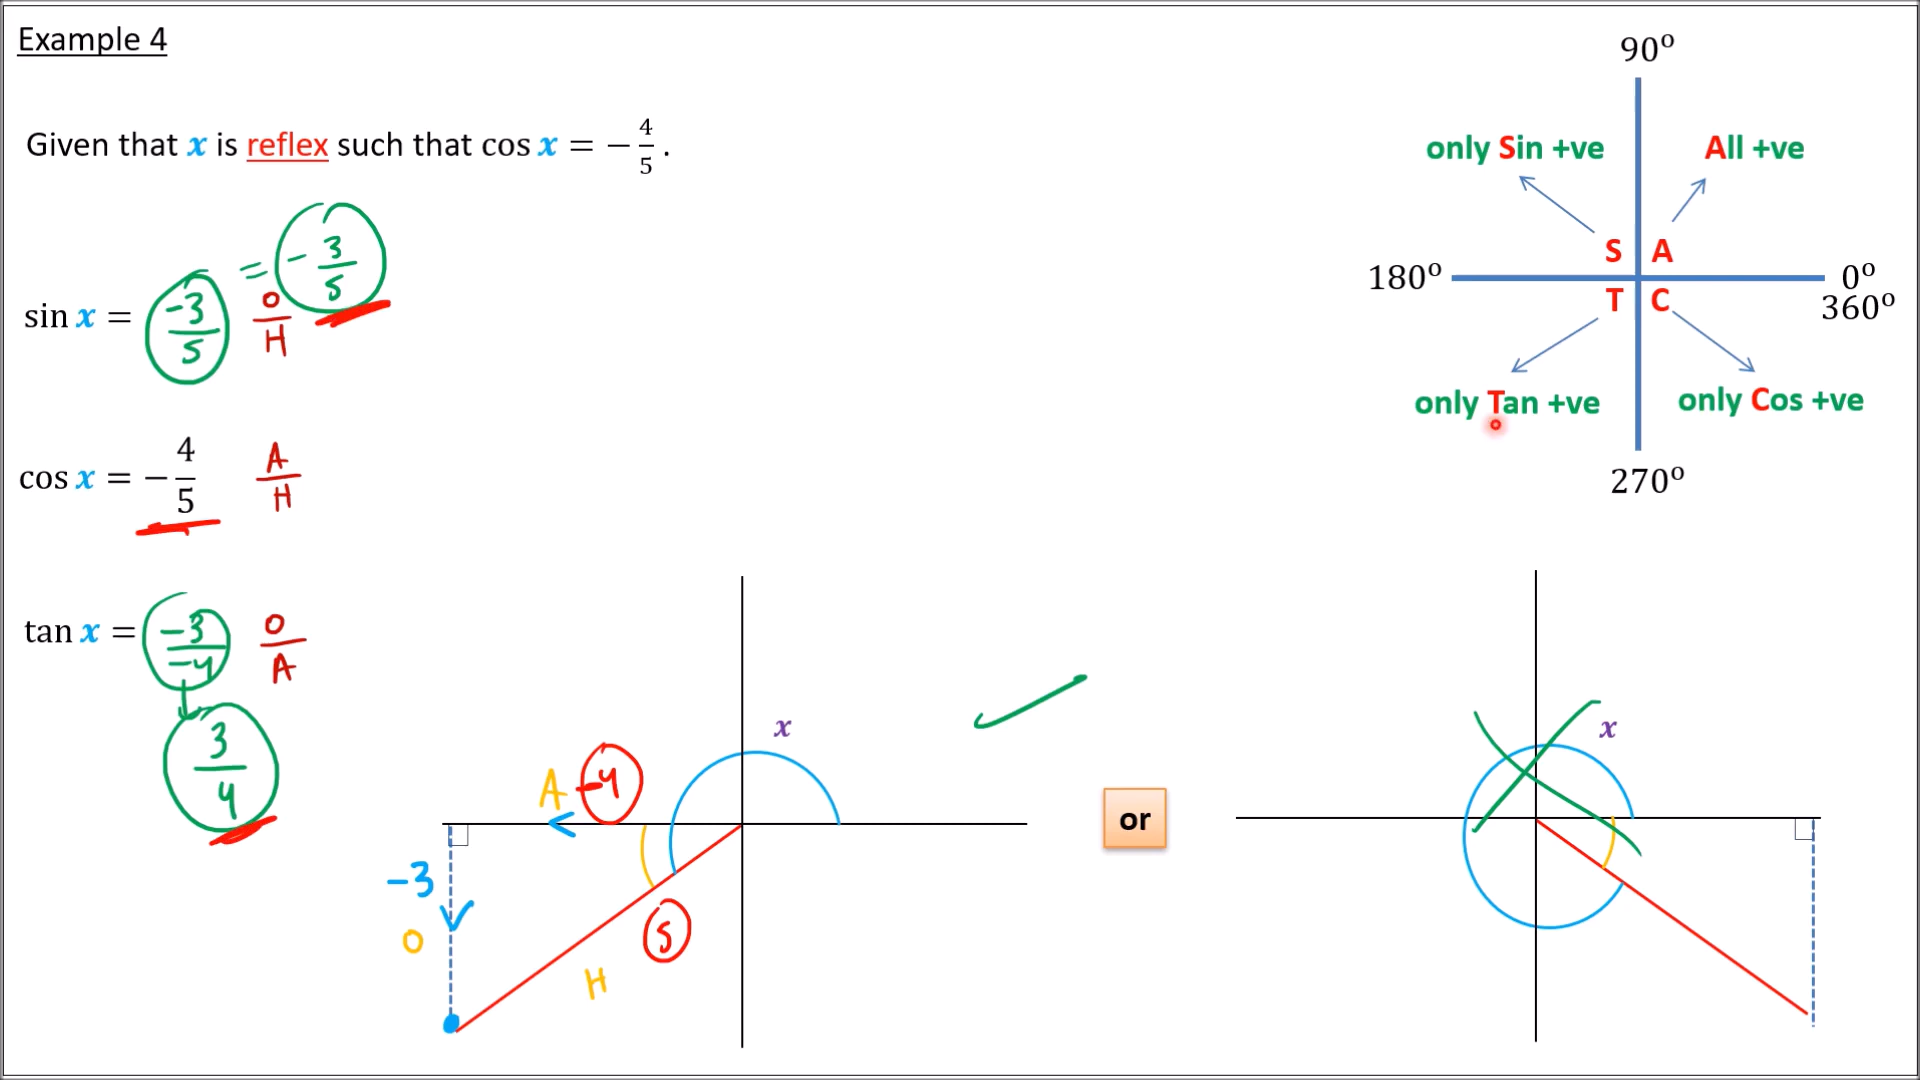 Example 4
Given that x is reflex such that cos x = −4/5 .
sin x = -3/5 O/H = -3/5
cos x = −4/5 A/H
tan x = -3/-4 O/A
3/4
90°
only Sin +ve
All +ve
S A
180°
0°
360°
T C
only Tan +ve
only Cos +ve
270°
x
A -4
-3
O
5
H
or
x